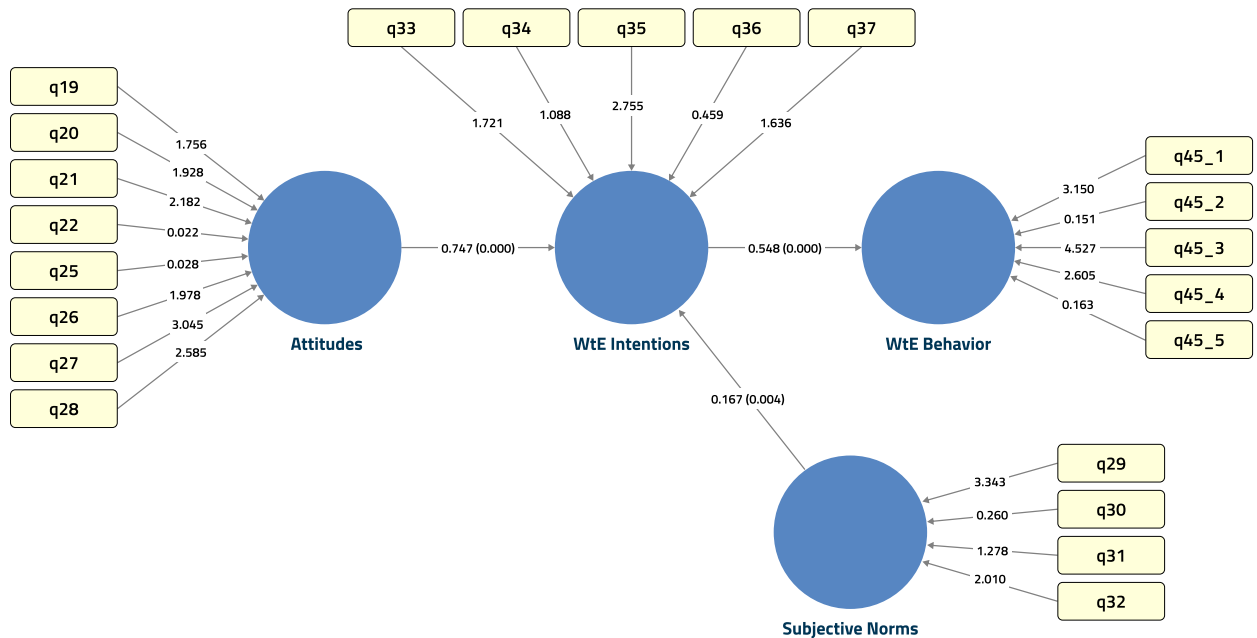 q33
q34
q35
q36
q37
1.721
1.088
2.755
0.459
1.636
q19
q20
q21
q22
q25
q26
q27
q28
1.756
1.928
2.182
0.022
0.028
1.978
3.045
2.585
Attitudes
0.747 (0.000)
WtE Intentions
0.548 (0.000)
WtE Behavior
q45_1
q45_2
q45_3
q45_4
q45_5
3.150
0.151
4.527
2.605
0.163
0.167 (0.004)
Subjective Norms
q29
q30
q31
q32
3.343
0.260
1.278
2.010